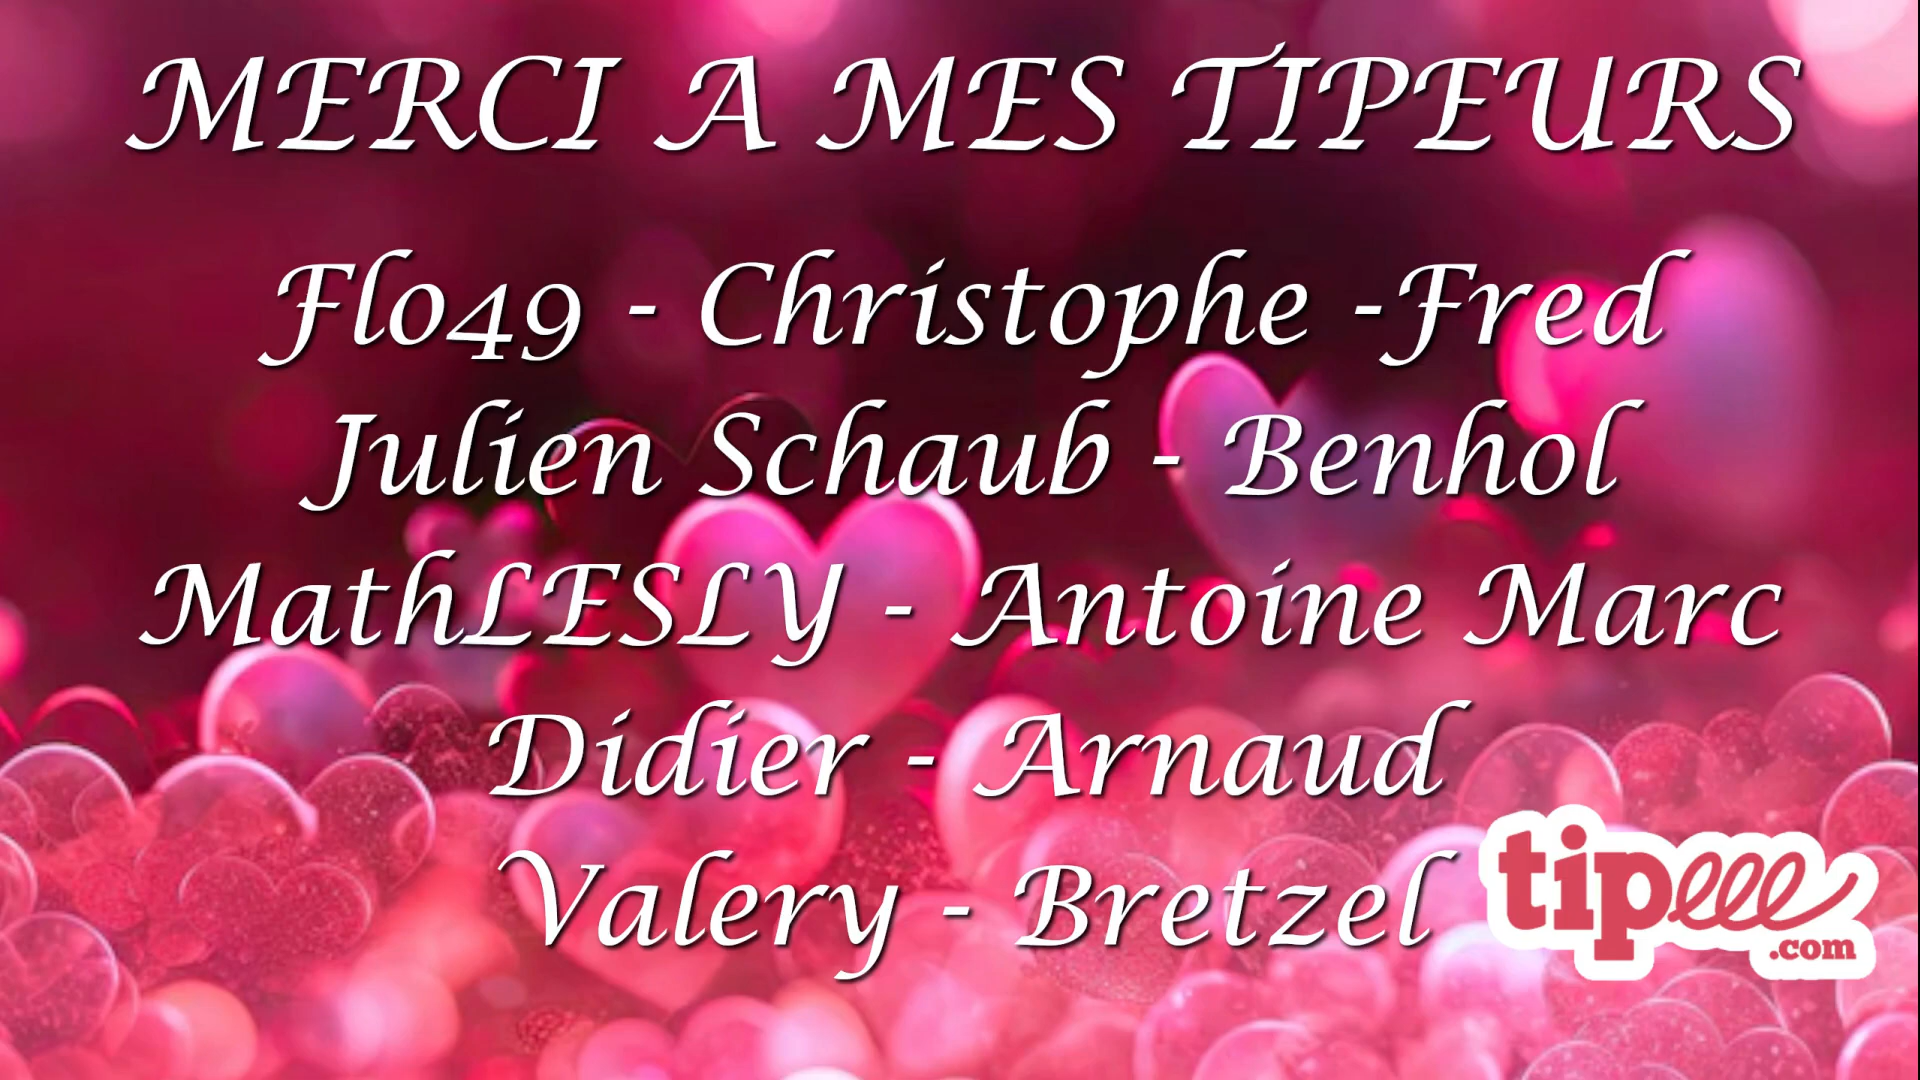 MERCI A MES TIPEURS
Flo49 - Christophe -Fred
Julien Schaub - Benhol
MathLESLY - Antoine Marc
Didier - Arnaud
Valery - Bretzel
tipeee
.com